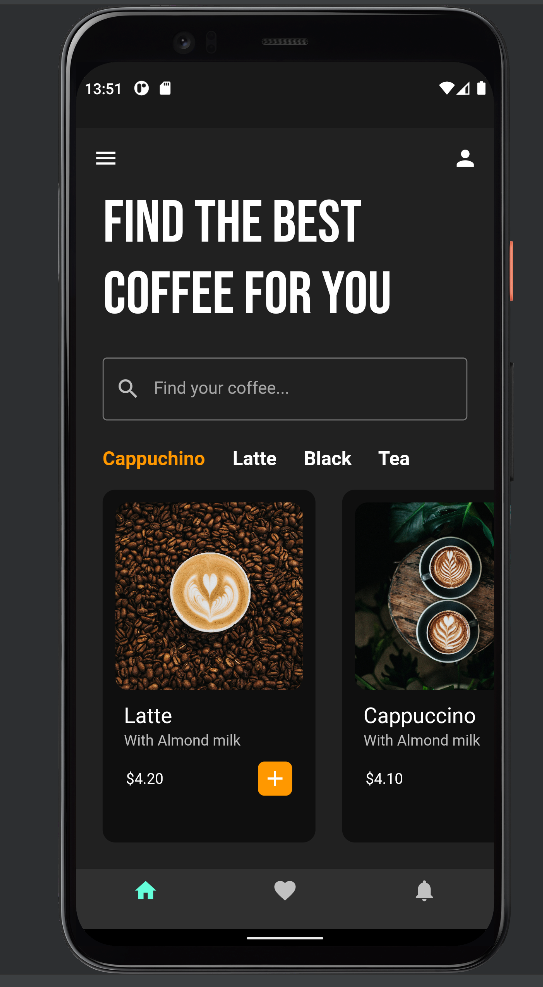 13:51
FIND THE BEST
COFFEE FOR YOU
Find your coffee...
Cappuchino Latte Black Tea
Latte
With Almond milk
$4.20
Cappuccino
With Almond milk
$4.10